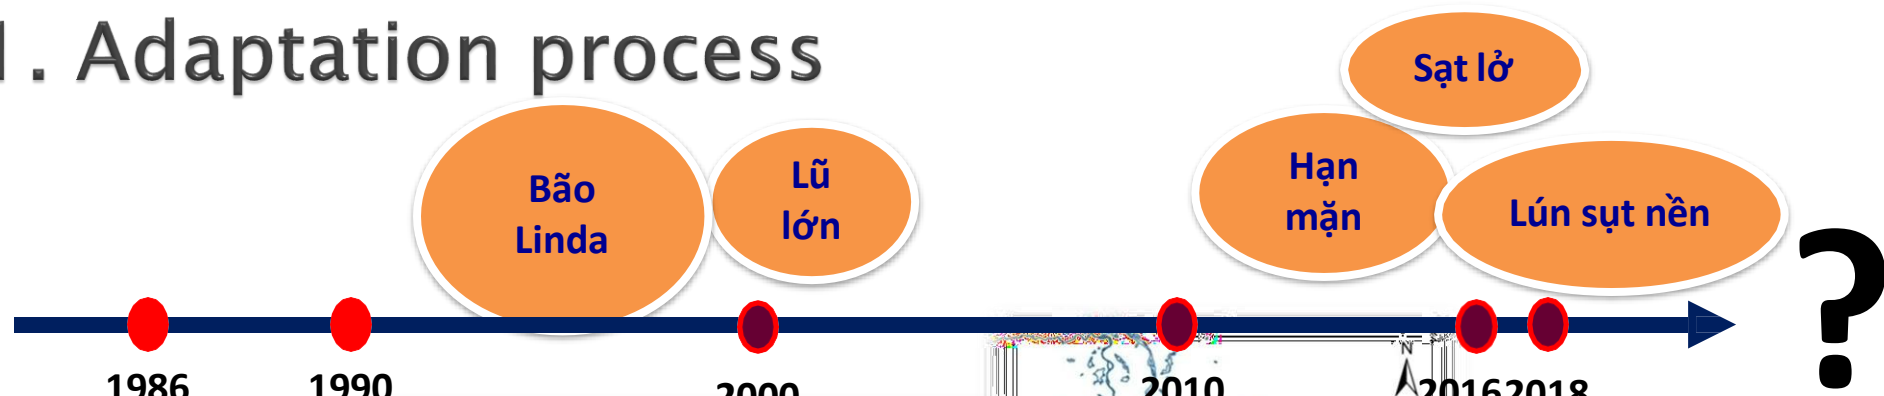 1. Adaptation process
Sạt lở
Bão
Linda
Lũ
lớn
Hạn
mặn
Lún sụt nền
?
1986
1990
2000
2010
N
2016
2018